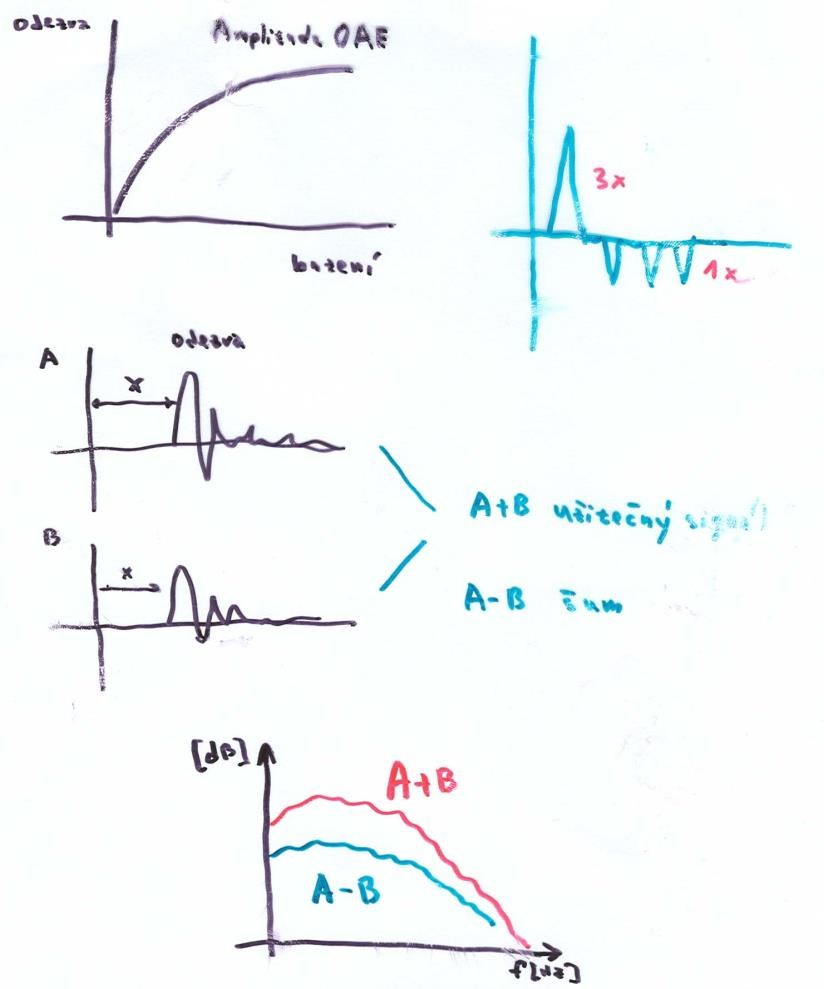 odezva
Amplituda OAE
buzení
3x
1x
A
odezva
x
B
x
A+B užitečný signál
A-B šum
[dB]
A+B
A-B
f[Hz]